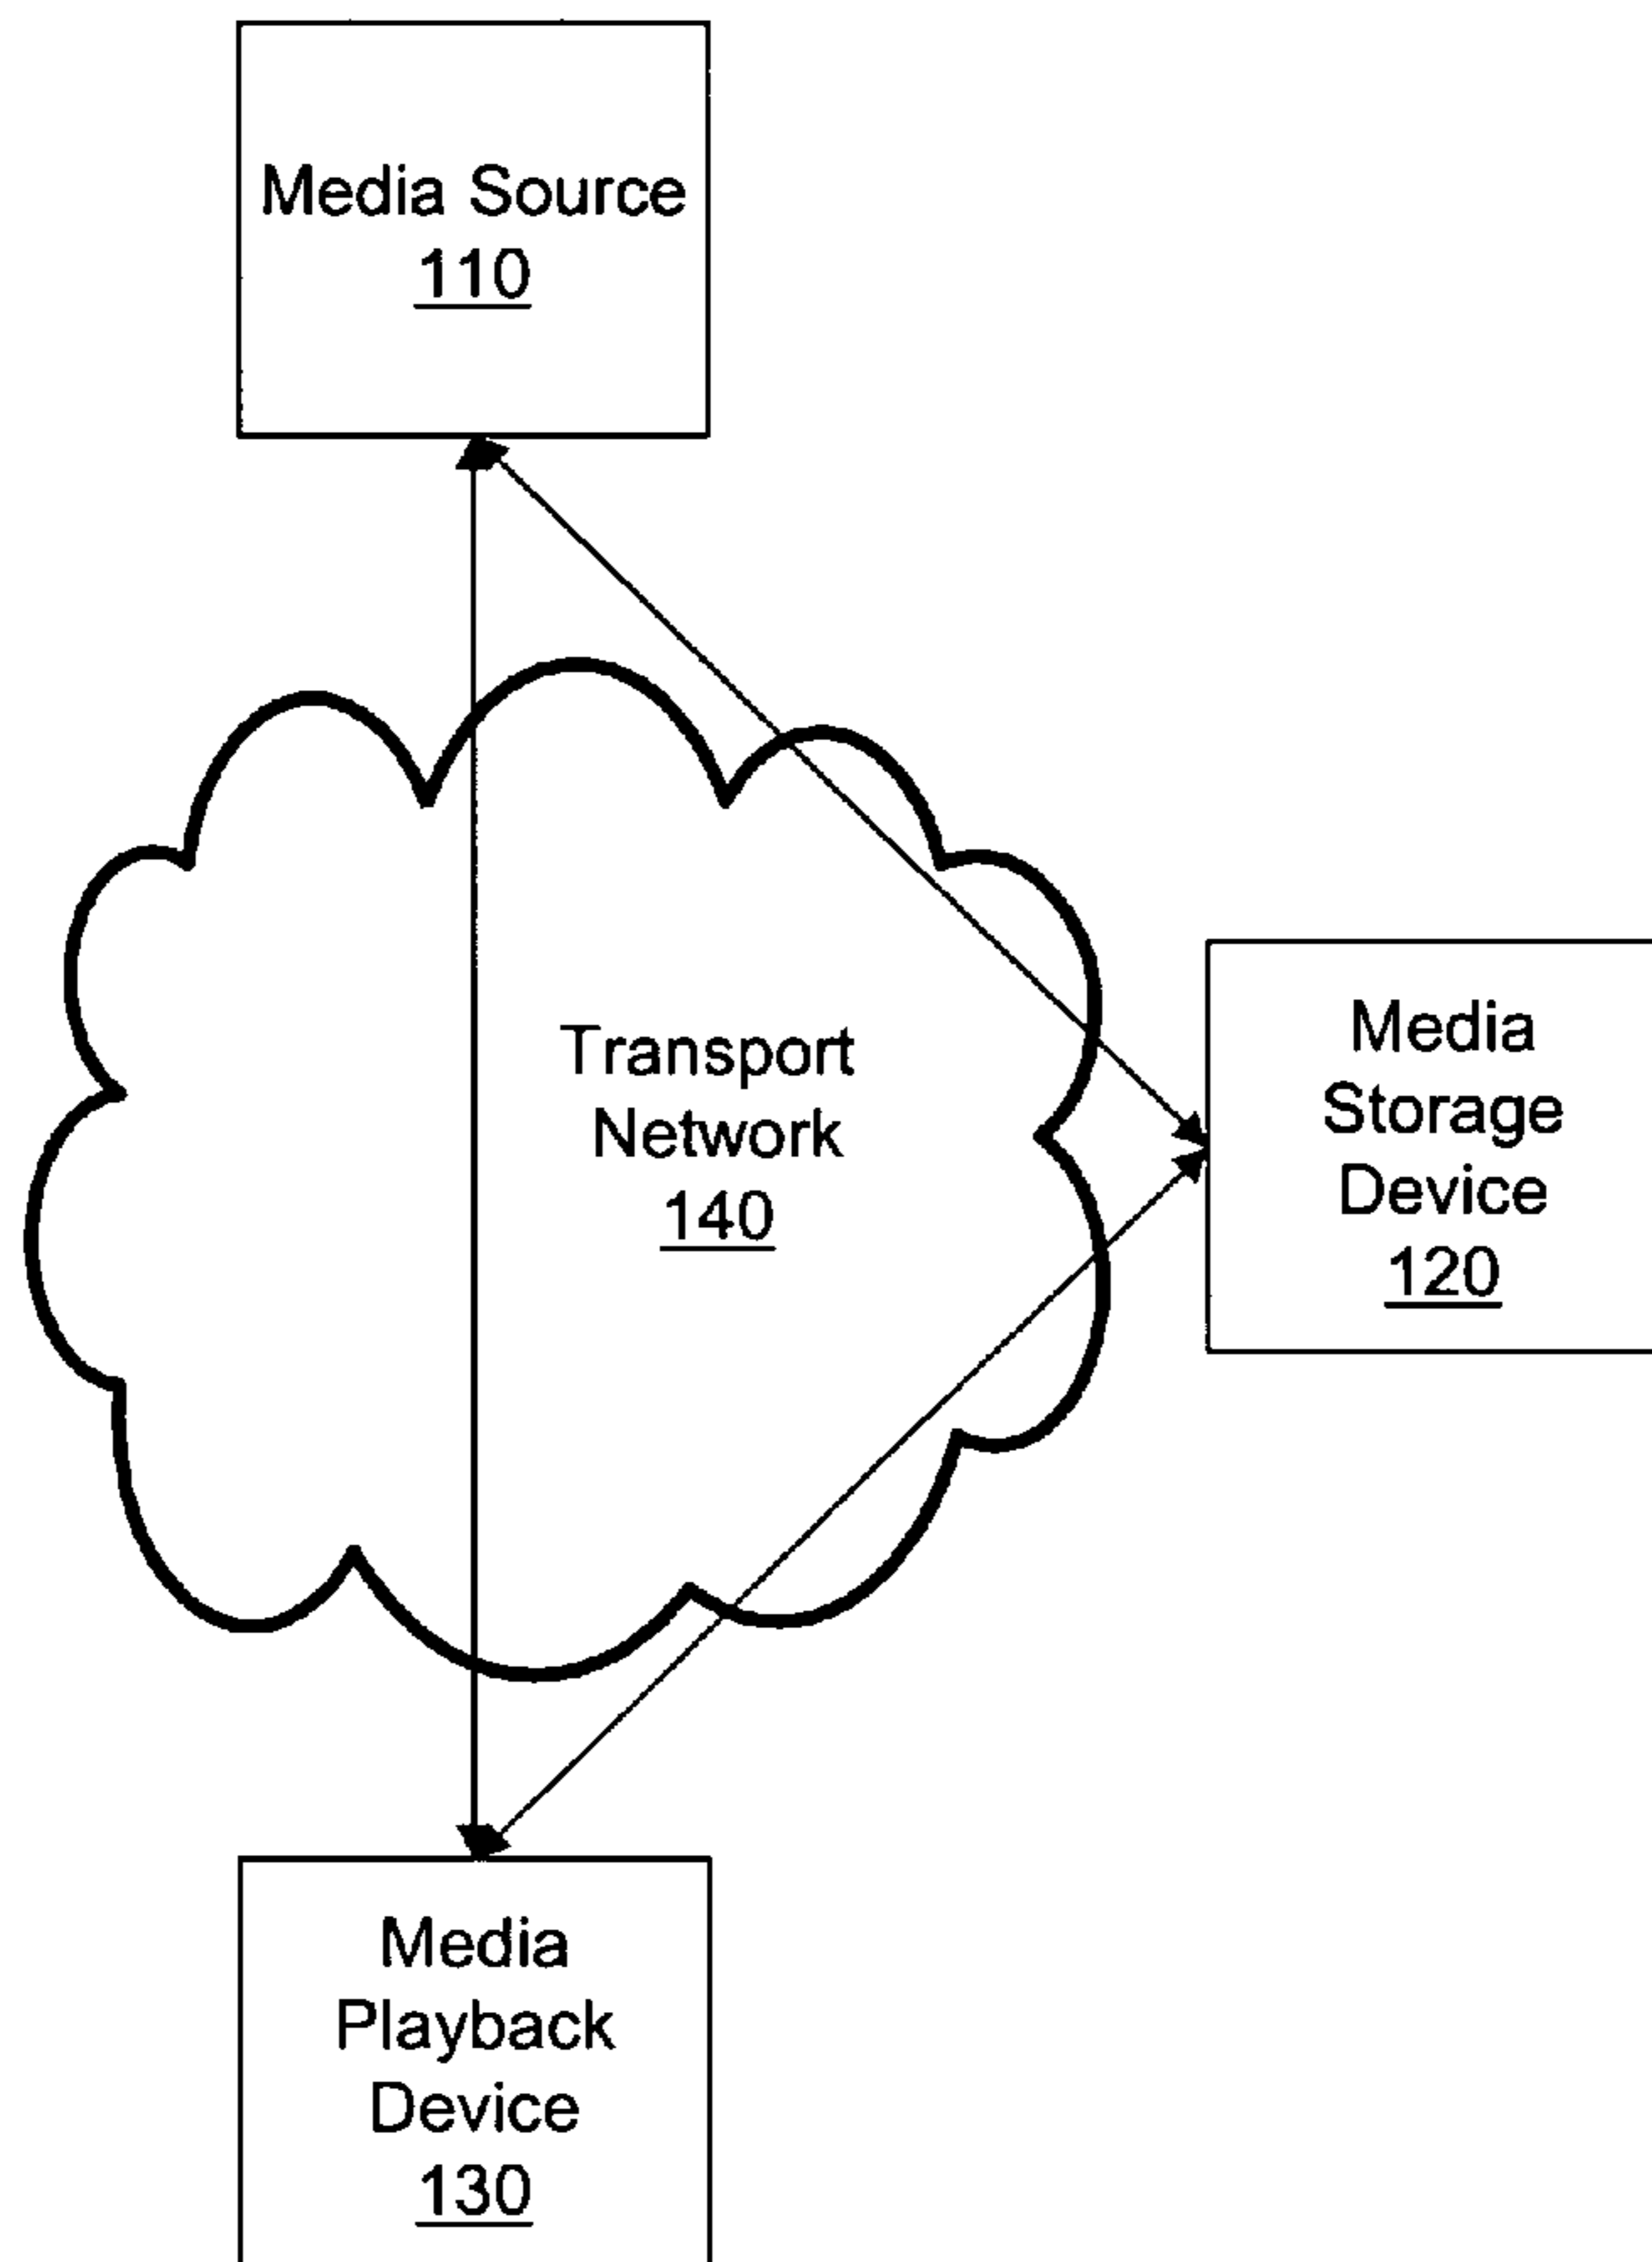 Media Source
110
Transport
Network
140
Media
Storage
Device
120
Media
Playback
Device
130